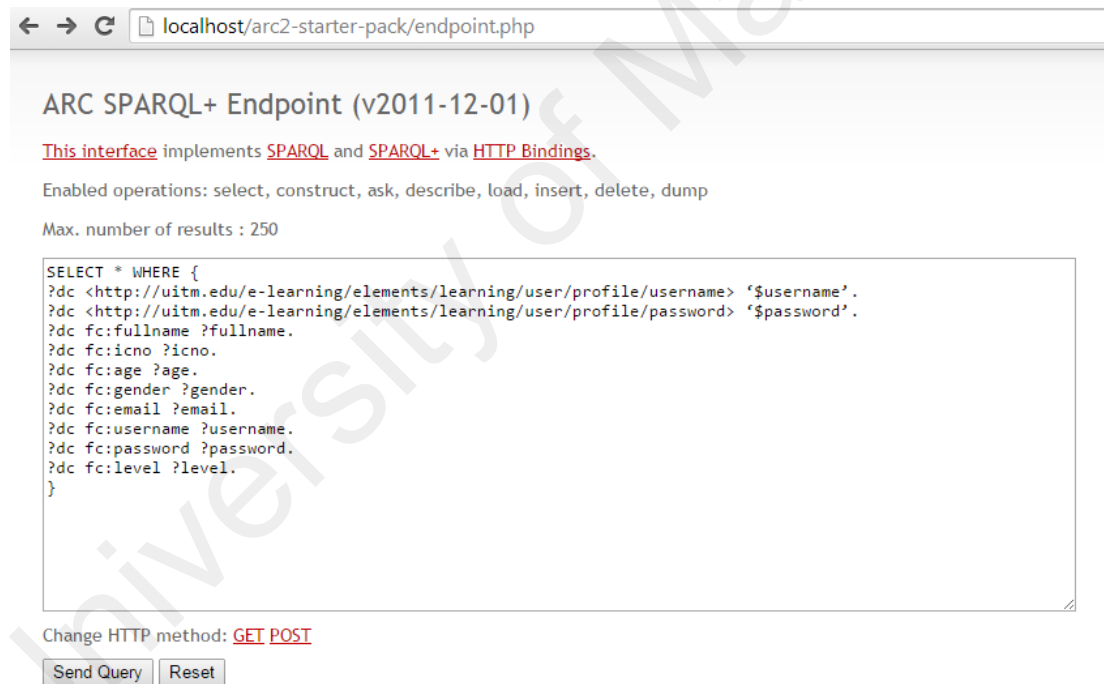 localhost/arc2-starter-pack/endpoint.php
ARC SPARQL+ Endpoint (v2011-12-01)
This interface implements SPARQL and SPARQL+ via HTTP Bindings.
Enabled operations: select, construct, ask, describe, load, insert, delete, dump
Max. number of results : 250
SELECT * WHERE {
?dc <http://uitm.edu/e-learning/elements/learning/user/profile/username> ‘$username’.
?dc <http://uitm.edu/e-learning/elements/learning/user/profile/password> ‘$password’.
?dc fc:fullname ?fullname.
?dc fc:icno ?icno.
?dc fc:age ?age.
?dc fc:gender ?gender.
?dc fc:email ?email.
?dc fc:username ?username.
?dc fc:password ?password.
?dc fc:level ?level.
}
Change HTTP method: GET POST
Send Query Reset
University of Ma